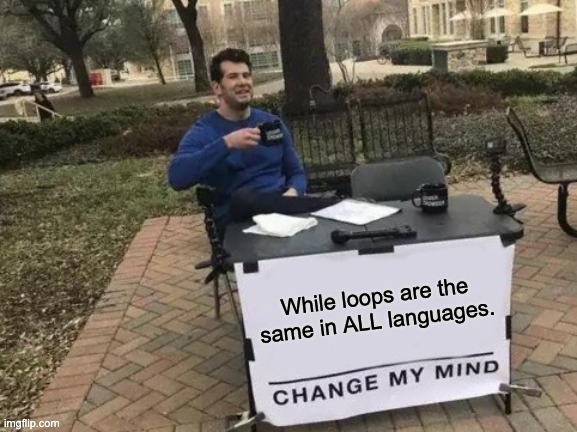 While loops are the
same in ALL languages.
CHANGE MY MIND
imgflip.com